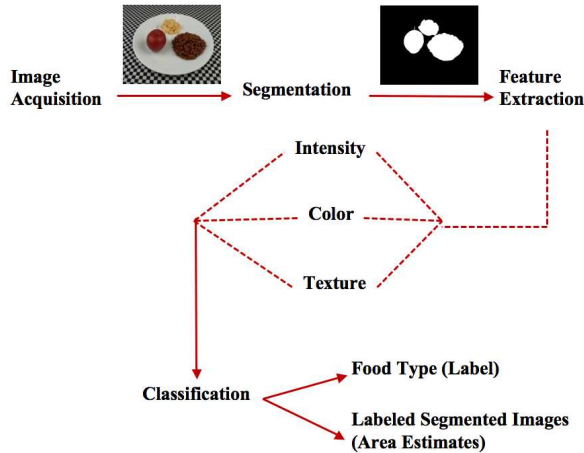 Image
Acquisition
Segmentation
Feature
Extraction
Intensity
Color
Texture
Classification
Food Type (Label)
Labeled Segmented Images
(Area Estimates)